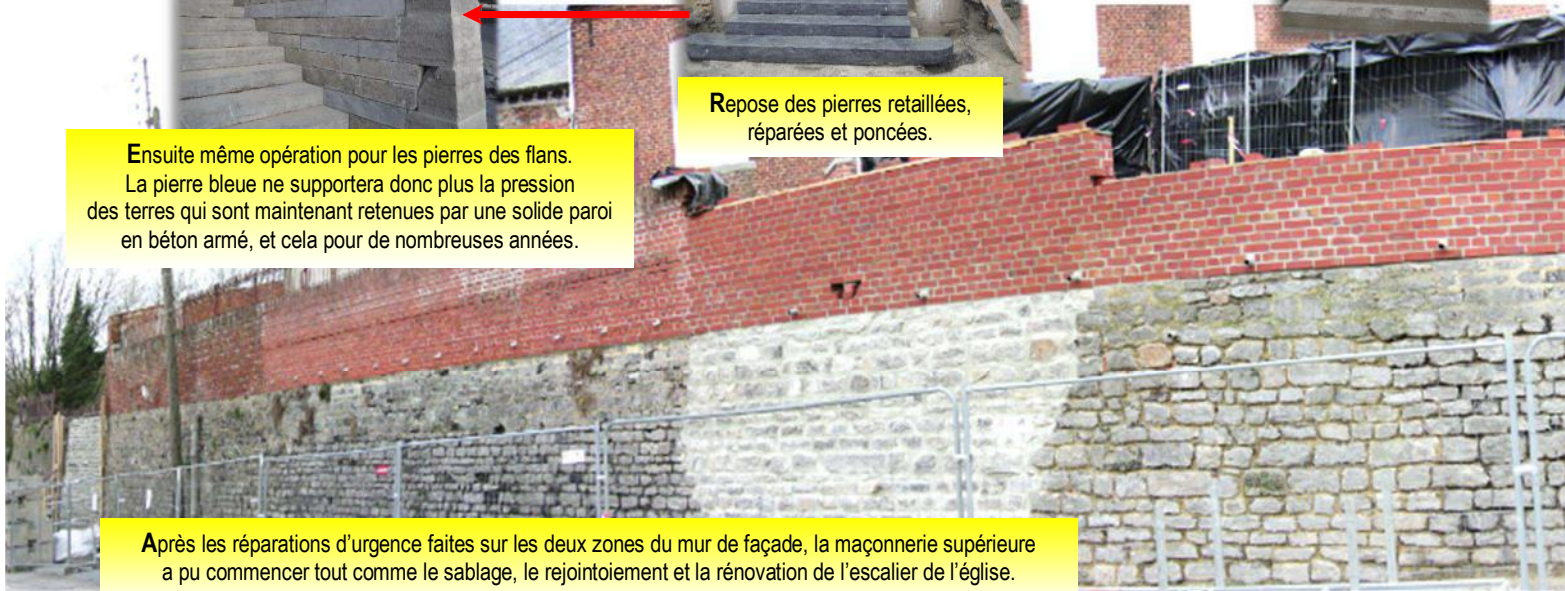 Repose des pierres retaillées,
réparées et poncées.
Ensuite même opération pour les pierres des flans.
La pierre bleue ne supportera donc plus la pression
des terres qui sont maintenant retenues par une solide paroi
en béton armé, et cela pour de nombreuses années.
Après les réparations d’urgence faites sur les deux zones du mur de façade, la maçonnerie supérieure
a pu commencer tout comme le sablage, le rejointoiement et la rénovation de l’escalier de l’église.